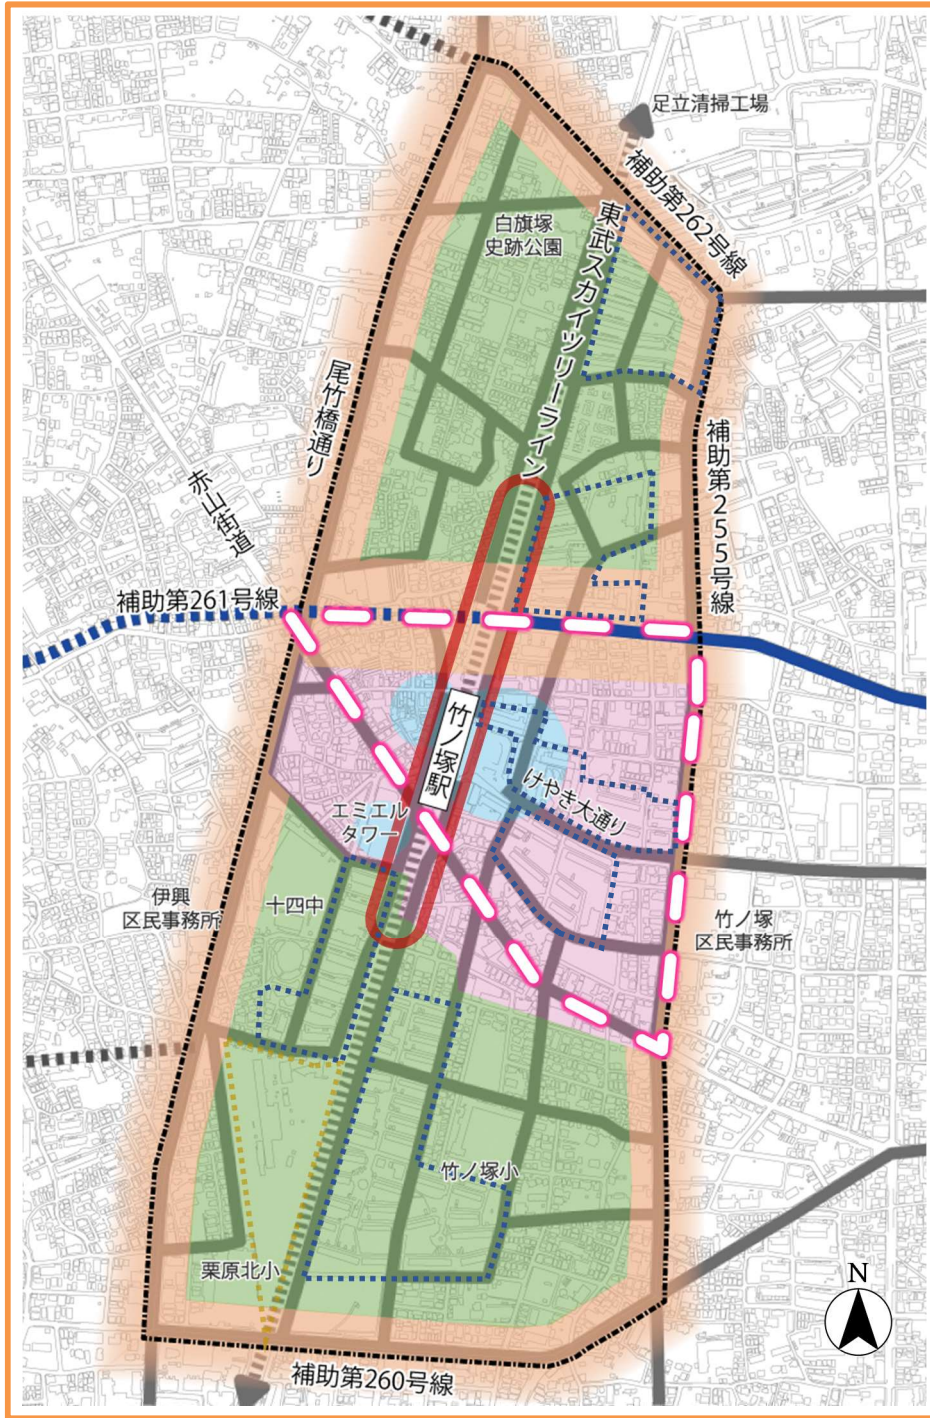 足立清掃工場
補助第262号線
白旗塚
史跡公園
東武スカイツリーライン
尾竹橋通り
補助第255号線
赤山街道
補助第261号線
竹ノ塚駅
けやき大通り
エミエル
タワー
伊興
区民事務所
十四中
竹ノ塚
区民事務所
竹ノ塚小
栗原北小
N
補助第260号線